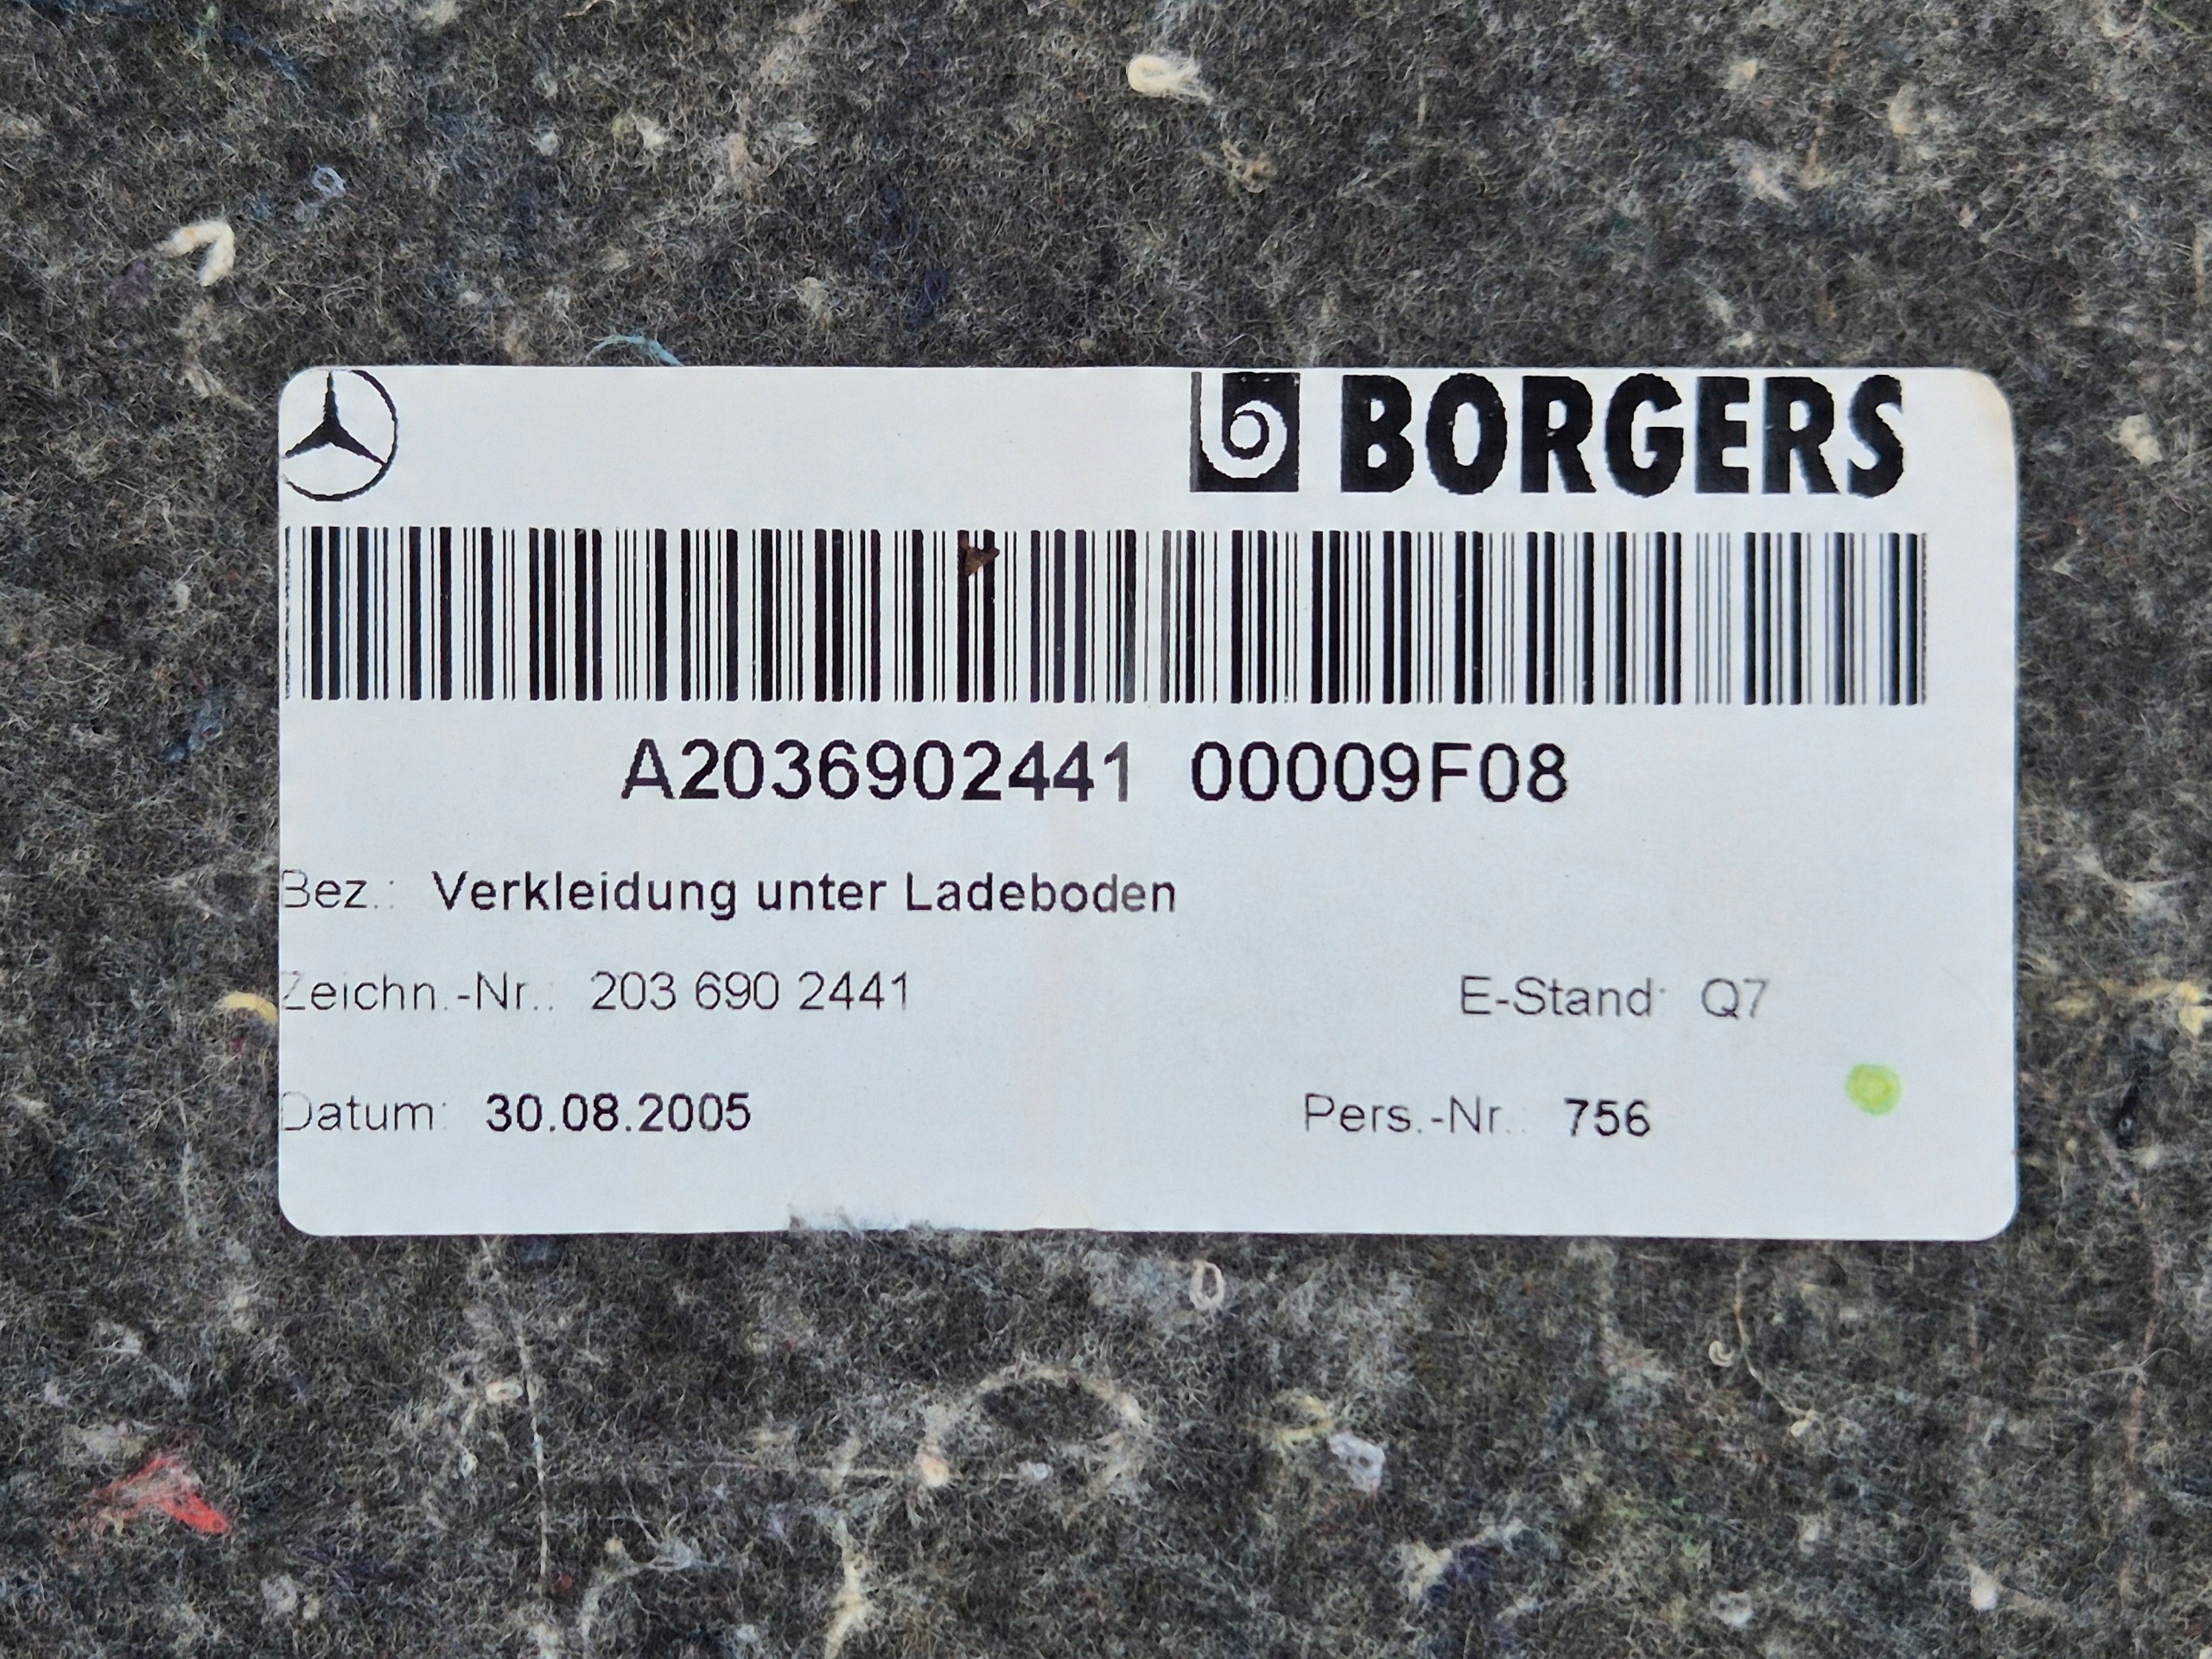 BORGERS
A2036902441 00009F08
Bez.: Verkleidung unter Ladeboden
Zeichn.-Nr.: 203 690 2441 E-Stand: Q7
Datum: 30.08.2005 Pers.-Nr.: 756